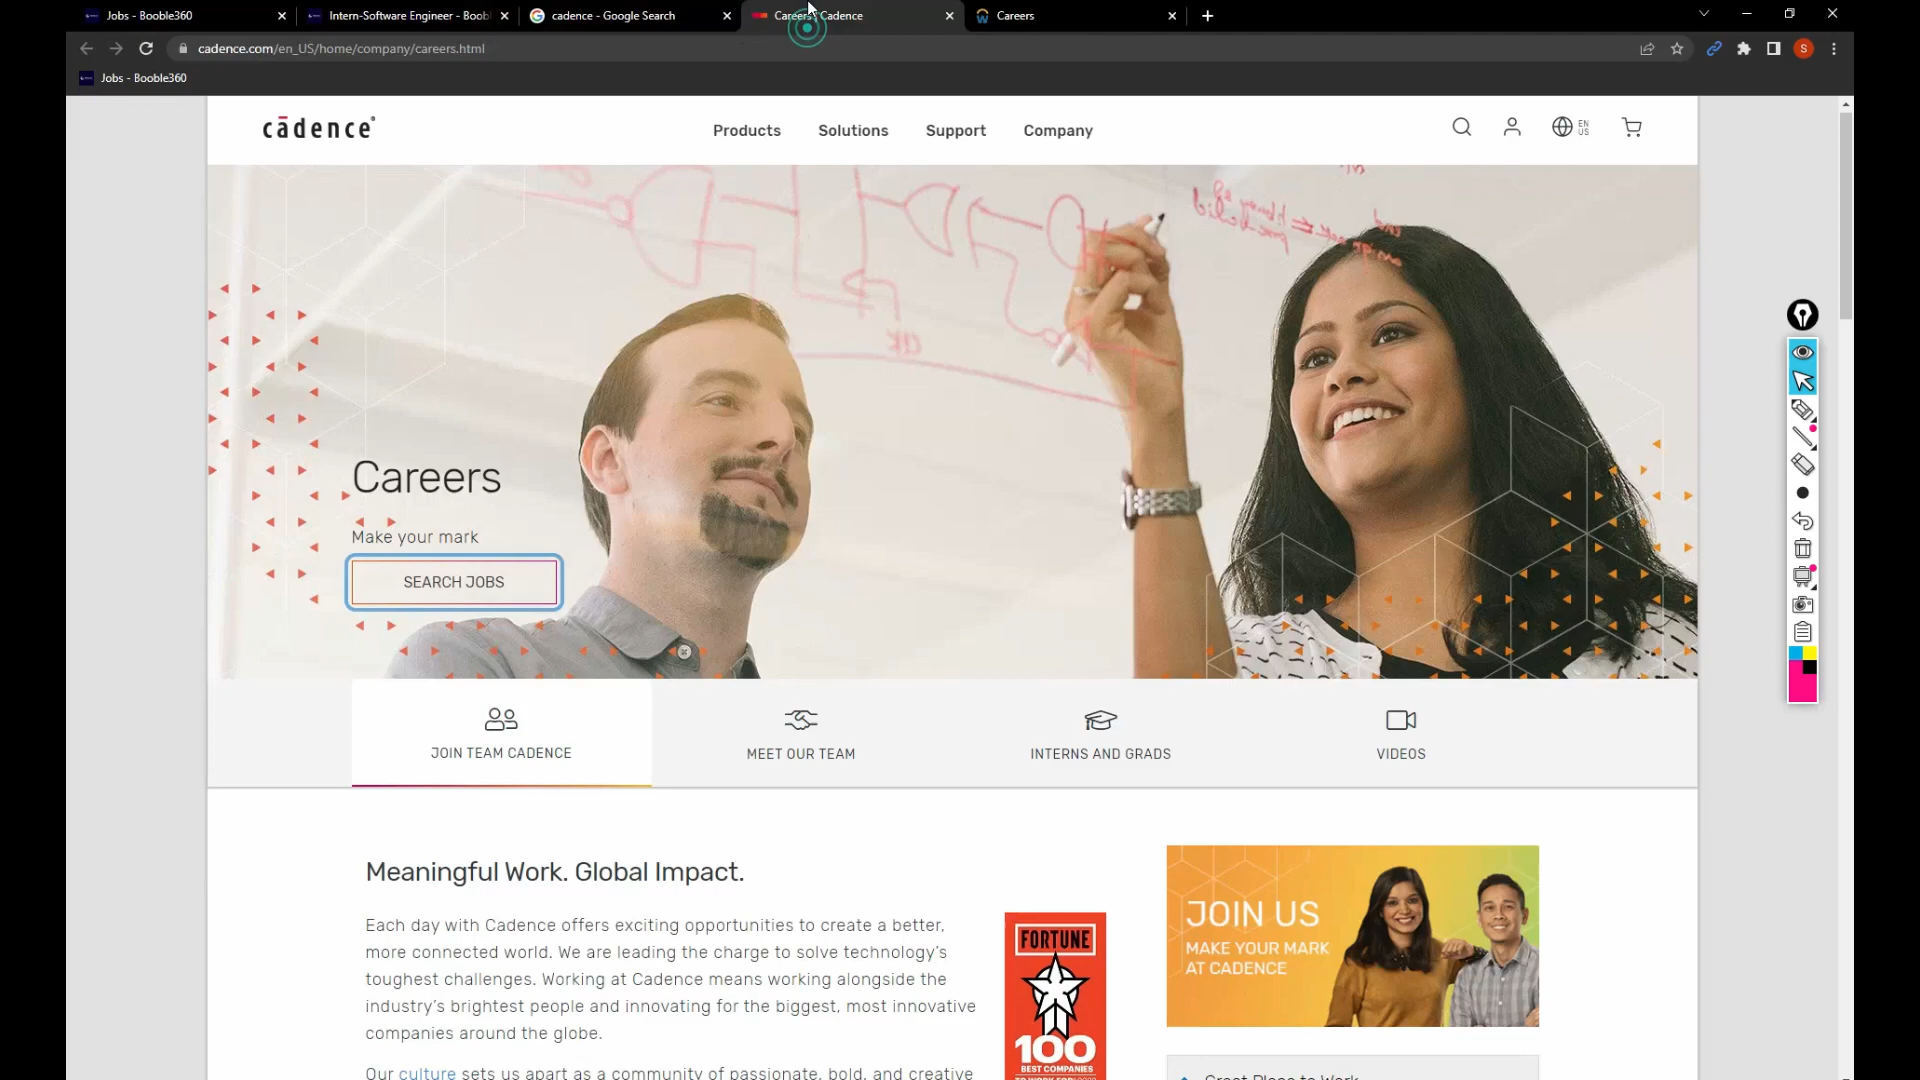 Jobs - Booble360
Intern-Software Engineer - Boobl
cadence - Google Search
Careers Cadence
Careers
cadence.com/en_US/home/company/careers.html
S
Jobs - Booble360
cādence®
Products
Solutions
Support
Company
EN
US
Careers
Make your mark
SEARCH JOBS
JOIN TEAM CADENCE
MEET OUR TEAM
INTERNS AND GRADS
VIDEOS
Meaningful Work. Global Impact.
Each day with Cadence offers exciting opportunities to create a better,
more connected world. We are leading the charge to solve technology's
toughest challenges. Working at Cadence means working alongside the
industry's brightest people and innovating for the biggest, most innovative
companies around the globe.
Our culture sets us apart as a community of passionate, bold, and creative
FORTUNE
100
BEST COMPANIES
TO WORK FOR
JOIN US
MAKE YOUR MARK
AT CADENCE
Great Place to Work